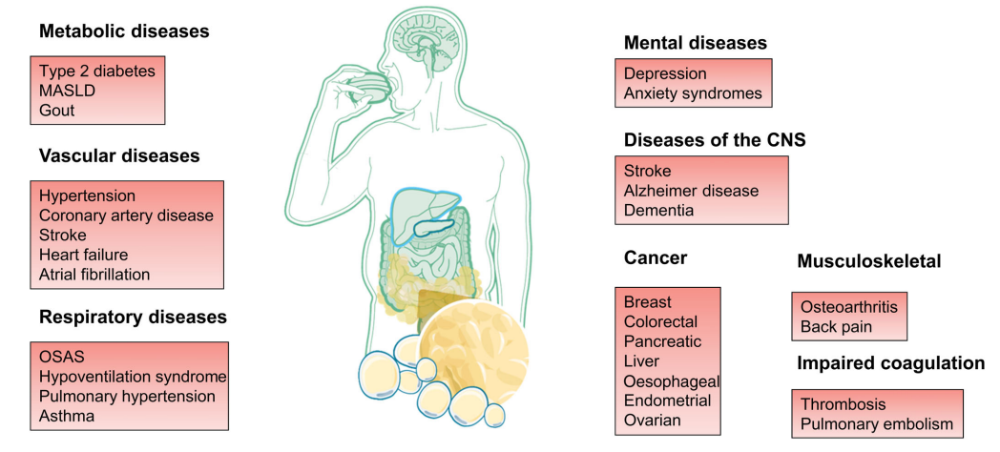 Metabolic diseases
Type 2 diabetes
MASLD
Gout
Vascular diseases
Hypertension
Coronary artery disease
Stroke
Heart failure
Atrial fibrillation
Respiratory diseases
OSAS
Hypoventilation syndrome
Pulmonary hypertension
Asthma
Mental diseases
Depression
Anxiety syndromes
Diseases of the CNS
Stroke
Alzheimer disease
Dementia
Cancer
Breast
Colorectal
Pancreatic
Liver
Oesophageal
Endometrial
Ovarian
Musculoskeletal
Osteoarthritis
Back pain
Impaired coagulation
Thrombosis
Pulmonary embolism